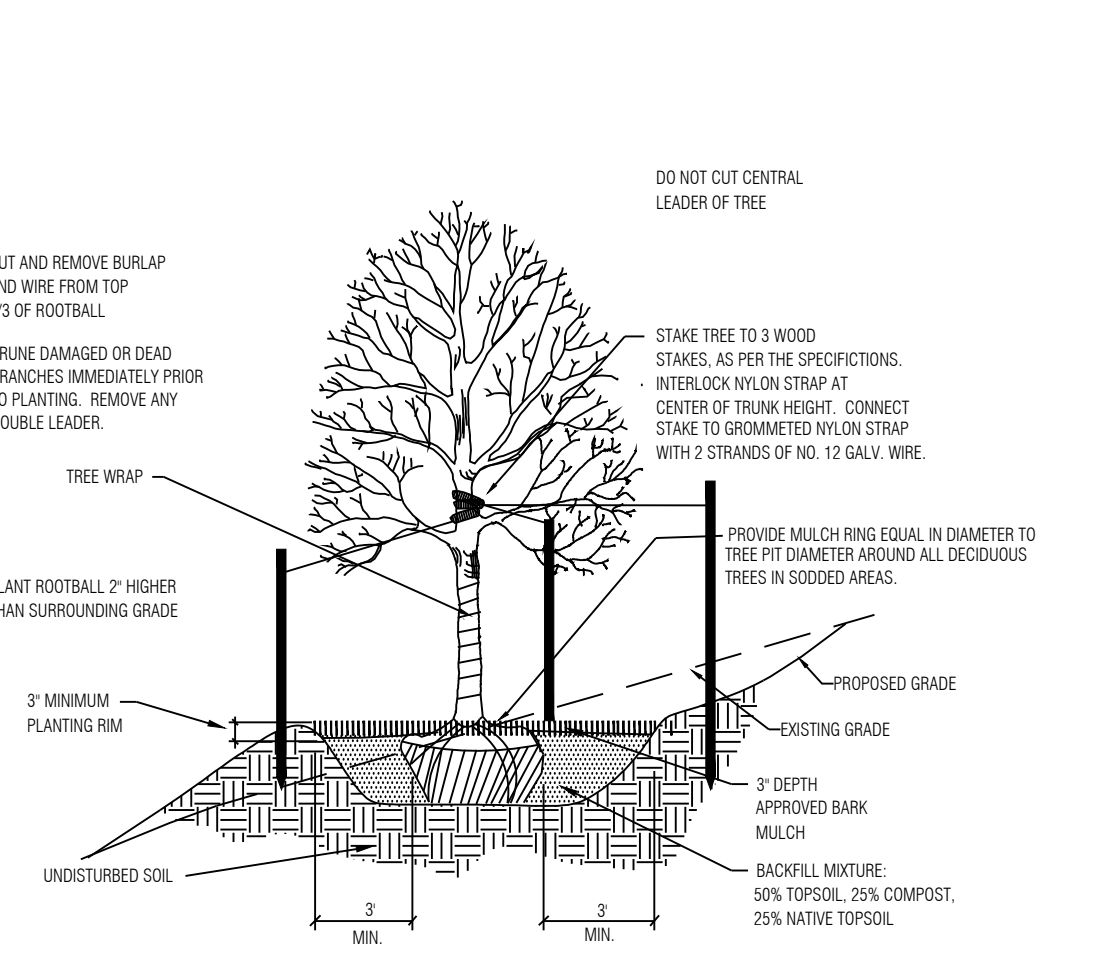 DO NOT CUT CENTRAL
LEADER OF TREE
UT AND REMOVE BURLAP
ND WIRE FROM TOP
/3 OF ROOTBALL
RUNE DAMAGED OR DEAD
RANCHES IMMEDIATELY PRIOR
O PLANTING. REMOVE ANY
OUBLE LEADER.
STAKE TREE TO 3 WOOD
STAKES, AS PER THE SPECIFICTIONS.
INTERLOCK NYLON STRAP AT
CENTER OF TRUNK HEIGHT. CONNECT
STAKE TO GROMMETED NYLON STRAP
WITH 2 STRANDS OF NO. 12 GALV. WIRE.
TREE WRAP
PROVIDE MULCH RING EQUAL IN DIAMETER TO
TREE PIT DIAMETER AROUND ALL DECIDUOUS
TREES IN SODDED AREAS.
LANT ROOTBALL 2" HIGHER
HAN SURROUNDING GRADE
PROPOSED GRADE
3" MINIMUM
PLANTING RIM
EXISTING GRADE
3" DEPTH
APPROVED BARK
MULCH
UNDISTURBED SOIL
BACKFILL MIXTURE:
50% TOPSOIL, 25% COMPOST,
25% NATIVE TOPSOIL
3'
MIN.
3'
MIN.